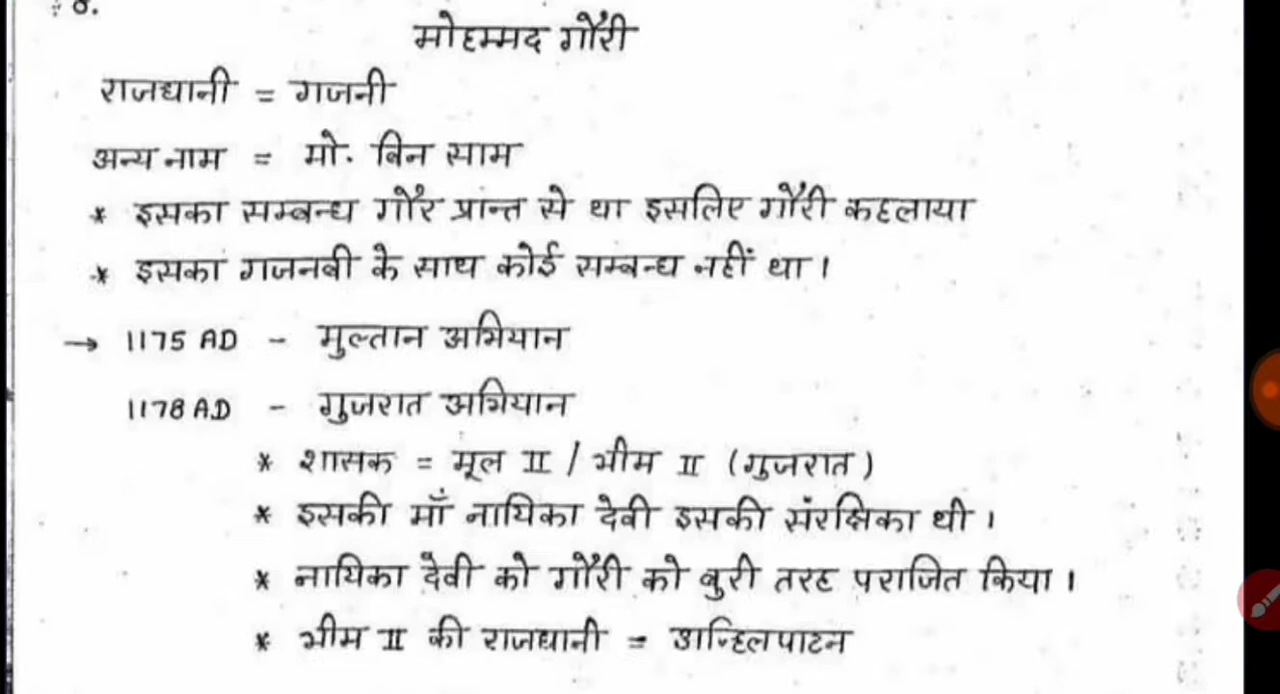 मोहम्मद गौरी
राजधानी = गजनी
अन्य नाम = मो. बिन साम
* इसका सम्बन्ध गौर प्रान्त से था इसलिए गौरी कहलाया
* इसका गजनवी के साथ कोई सम्बन्ध नहीं था।
→ 1175 AD - मुल्तान अभियान
1178 A.D - गुजरात अभियान
* शासक = मूल II / भीम II (गुजरात)
* इसकी माँ नायिका देवी इसकी संरक्षिका थी।
* नायिका देवी को गौरी को बुरी तरह पराजित किया।
* भीम II की राजधानी = अन्हिलपाटन